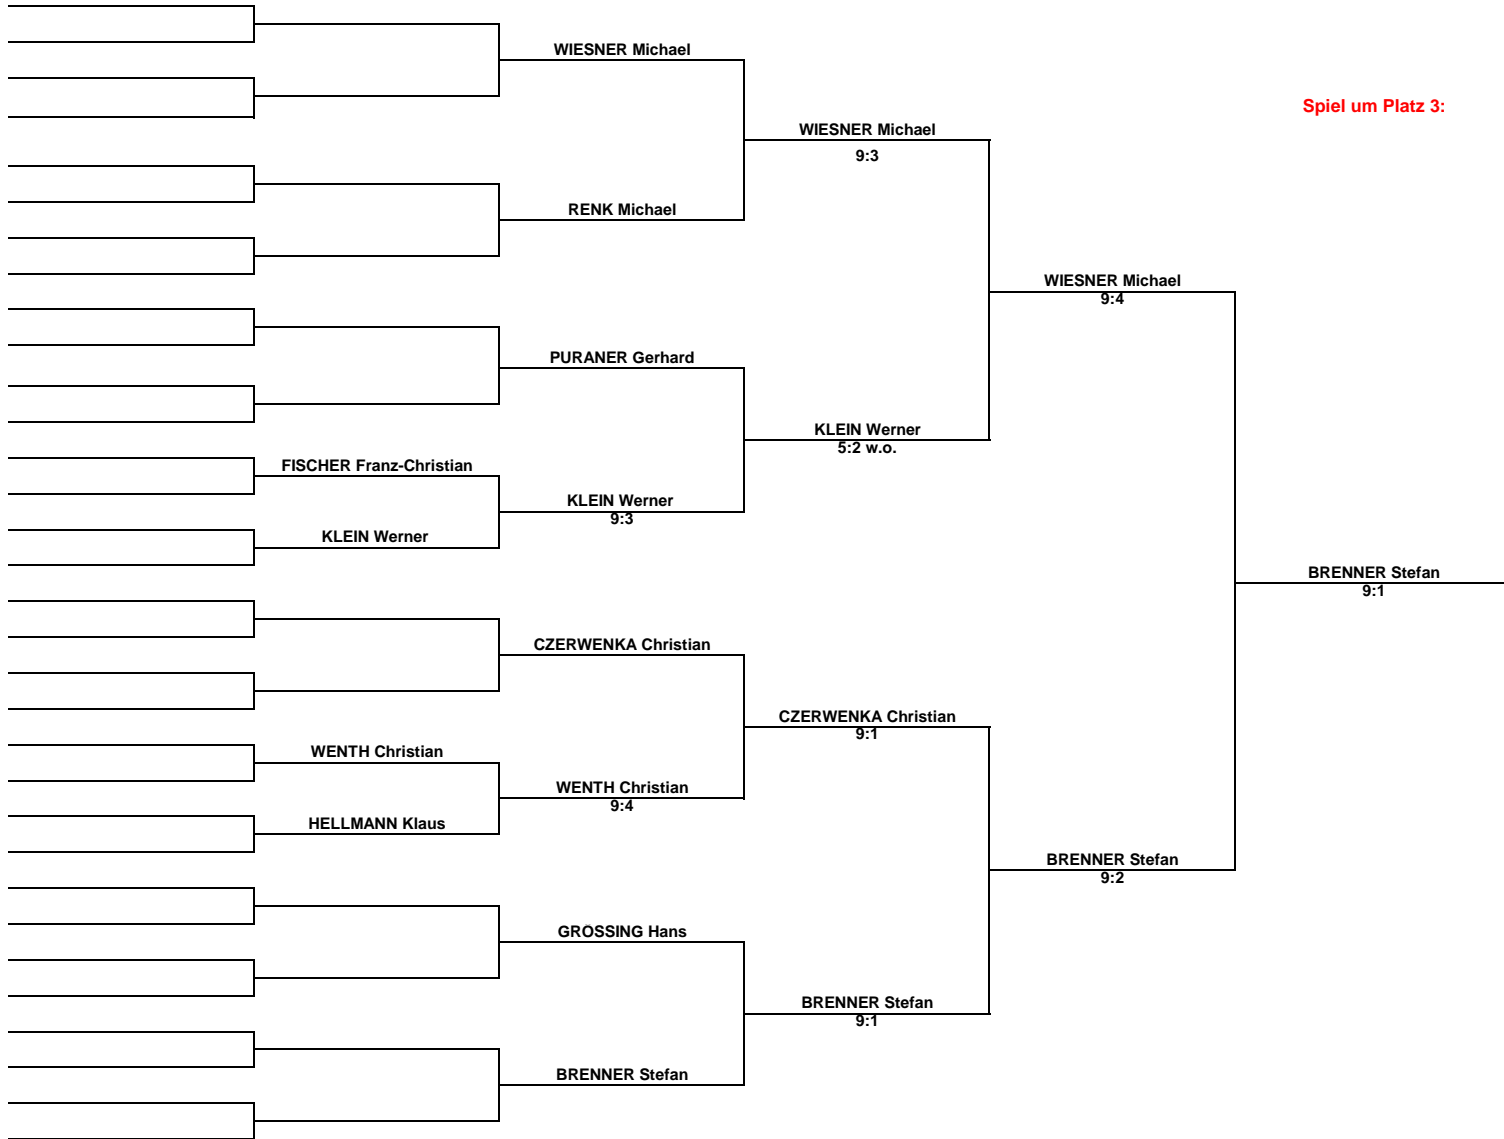 WIESNER Michael
Spiel um Platz 3:
WIESNER Michael
9:3
RENK Michael
WIESNER Michael
9:4
PURANER Gerhard
KLEIN Werner
5:2 w.o.
FISCHER Franz-Christian
KLEIN Werner
9:3
KLEIN Werner
BRENNER Stefan
9:1
CZERWENKA Christian
CZERWENKA Christian
9:1
WENTH Christian
WENTH Christian
9:4
HELLMANN Klaus
BRENNER Stefan
9:2
GROSSING Hans
BRENNER Stefan
9:1
BRENNER Stefan